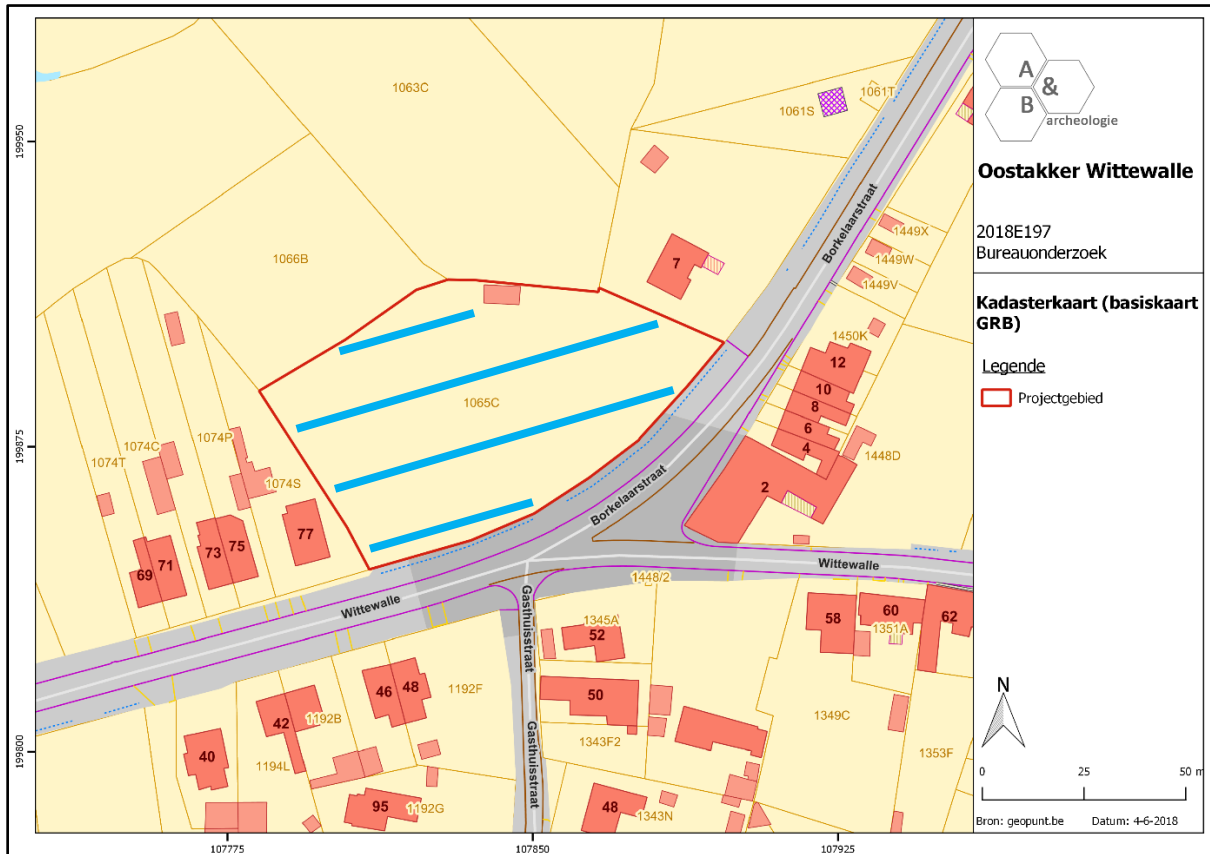 1063C
1061S
1061T
Borkelaarstraat
199950
1066B
7
1449X
1449W
1449V
1450K
12
10
8
6
4
2
1448D
199875
1065C
1074T
1074C
1074P
1074S
69
71
73
75
77
Borkelaarstraat
Wittewalle
Wittewalle
1448/2
Gasthuisstraat
Gasthuisstraat
1345A
52
50
58
60
1351A
62
46
48
1192F
42
1192B
40
1194L
95
1192G
1343F2
1349C
1353F
48
1343N
199800
107775
107850
107925
A
&
B
archeologie
Oostakker Wittewalle
2018E197
Bureauonderzoek
Kadasterkaart (basiskaart
GRB)
Legende
Projectgebied
N
0 25 50 m
Bron: geopunt.be Datum: 4-6-2018